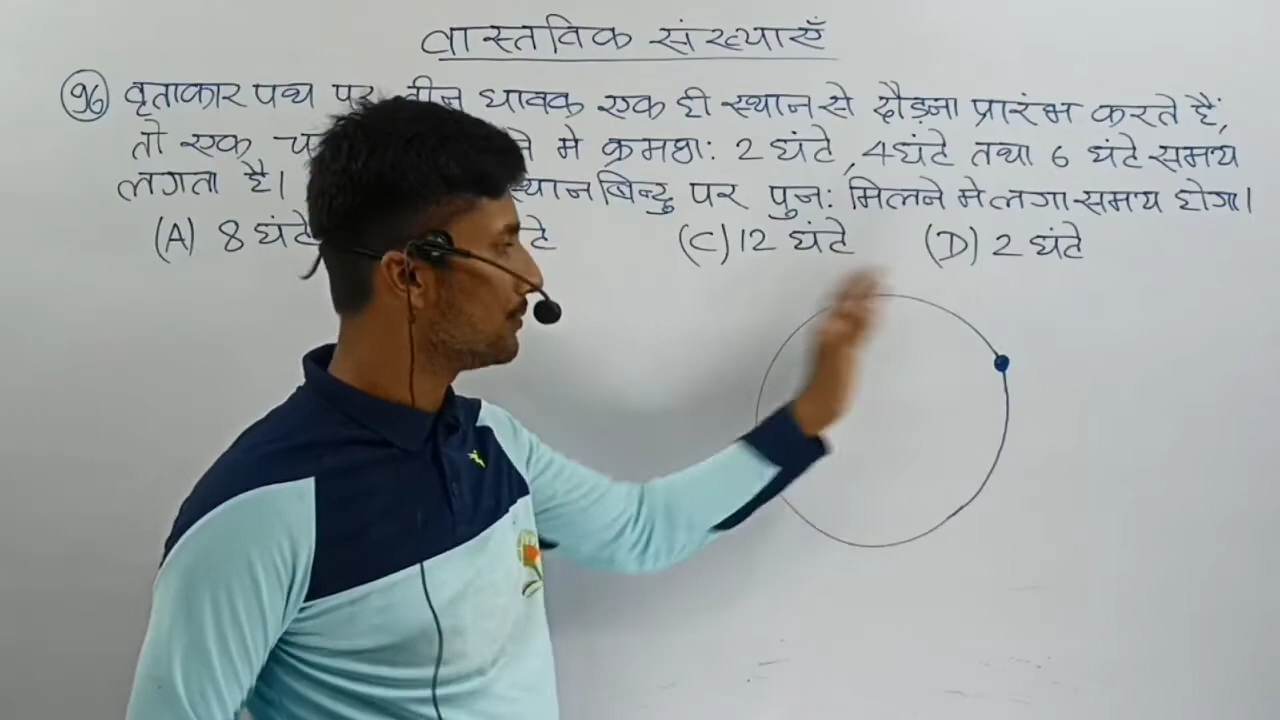 वास्तविक संख्याएँ
96 वृताकार पथ पर तीन धावक एक ही स्थान से दौड़ना प्रारंभ करते हैं,
तो एक मे क्रमशः 2 घंटे, 4 घंटे तथा 6 घंटे समय
लगता है। बिन्दु पर पुनः मिलने मे लगा समय होगा।
(A) 8 घंटे (C) 12 घंटे (D) 2 घंटे